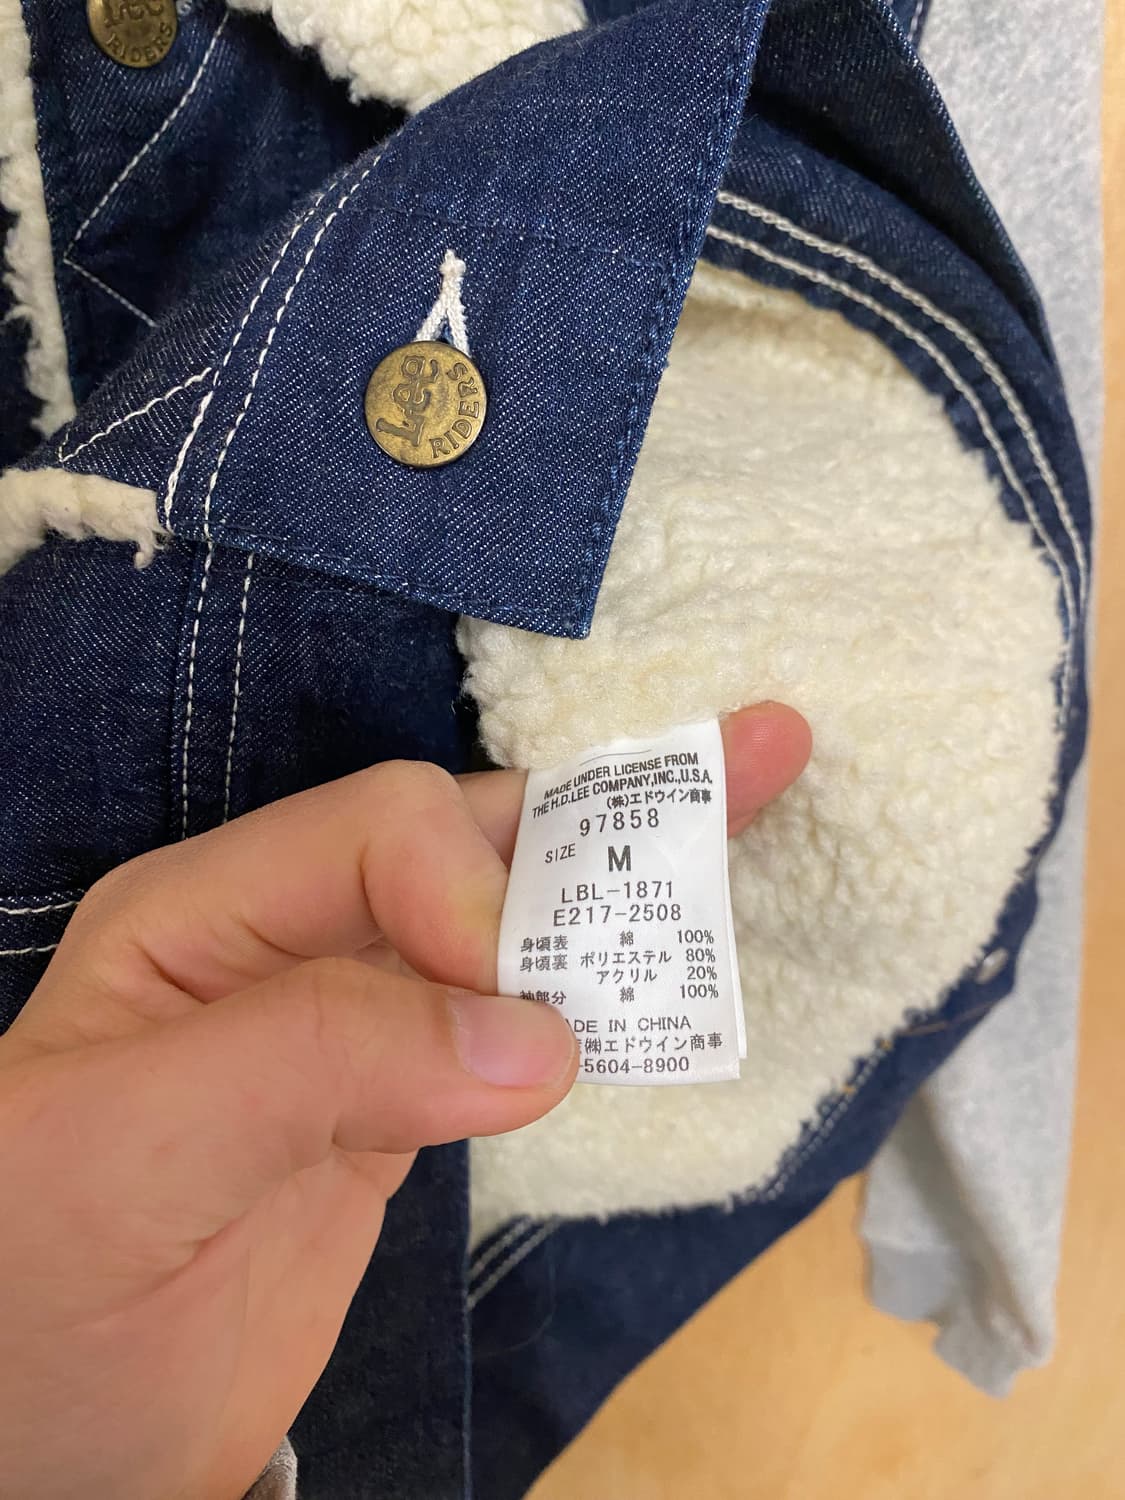 Lee
RIDERS
Lee
RIDERS
MADE UNDER LICENSE FROM
THE H.D.LEE COMPANY,INC.,U.S.A.
(株)エドウイン商事
97858
SIZE M
LBL-1871
E217-2508
身頃表 綿 100%
身頃裏 ポリエステル 80%
アクリル 20%
袖部分 綿 100%
ADE IN CHINA
㈱エドウイン商事
-5604-8900